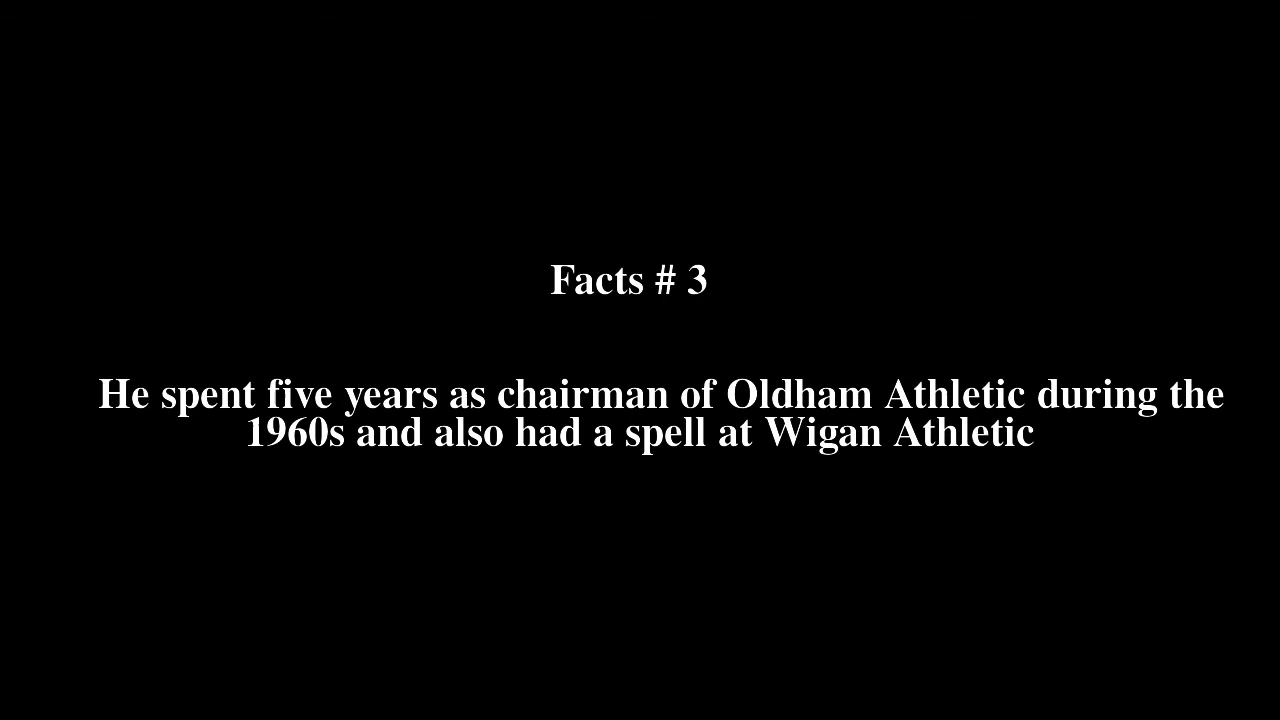 Facts # 3
He spent five years as chairman of Oldham Athletic during the
1960s and also had a spell at Wigan Athletic